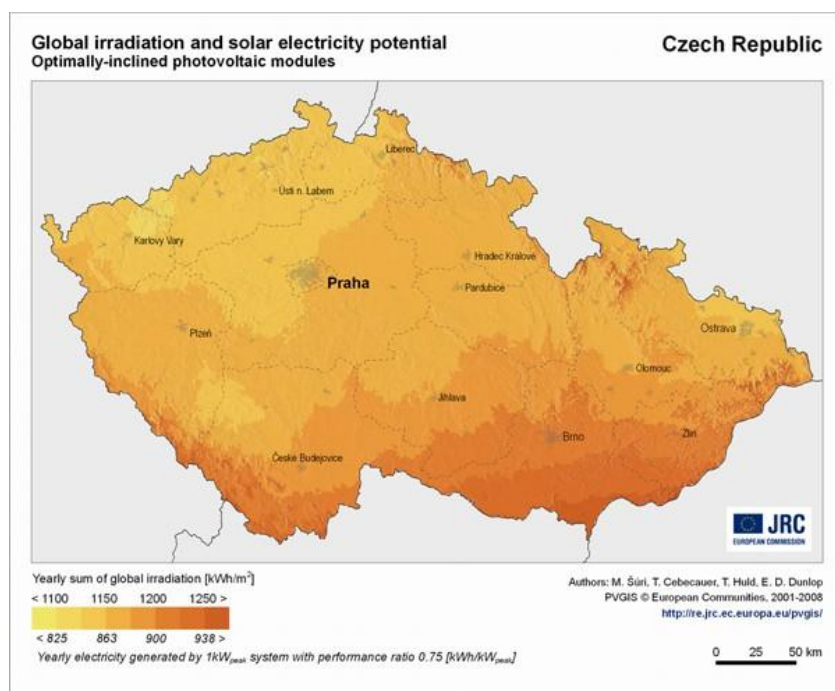 Global irradiation and solar electricity potential
Optimally-inclined photovoltaic modules
Czech Republic
Liberec
Ústi n. Labem
Karlovy Vary
Hradec Králové
Praha
Pardubice
Plzeň
Ostrava
Olomouc
Jihlava
Brno
Zlín
České Budejovice
JRC
EUROPEAN COMMISSION
Yearly sum of global irradiation [kWh/m²]
< 1100 1150 1200 1250 >
< 825 863 900 938 >
Yearly electricity generated by 1kWpeak system with performance ratio 0.75 [kWh/kWpeak]
Authors: M. Šúri, T. Cebecauer, T. Huld, E. D. Dunlop
PVGIS © European Communities, 2001-2008
http://re.jrc.ec.europa.eu/pvgis/
0 25 50 km